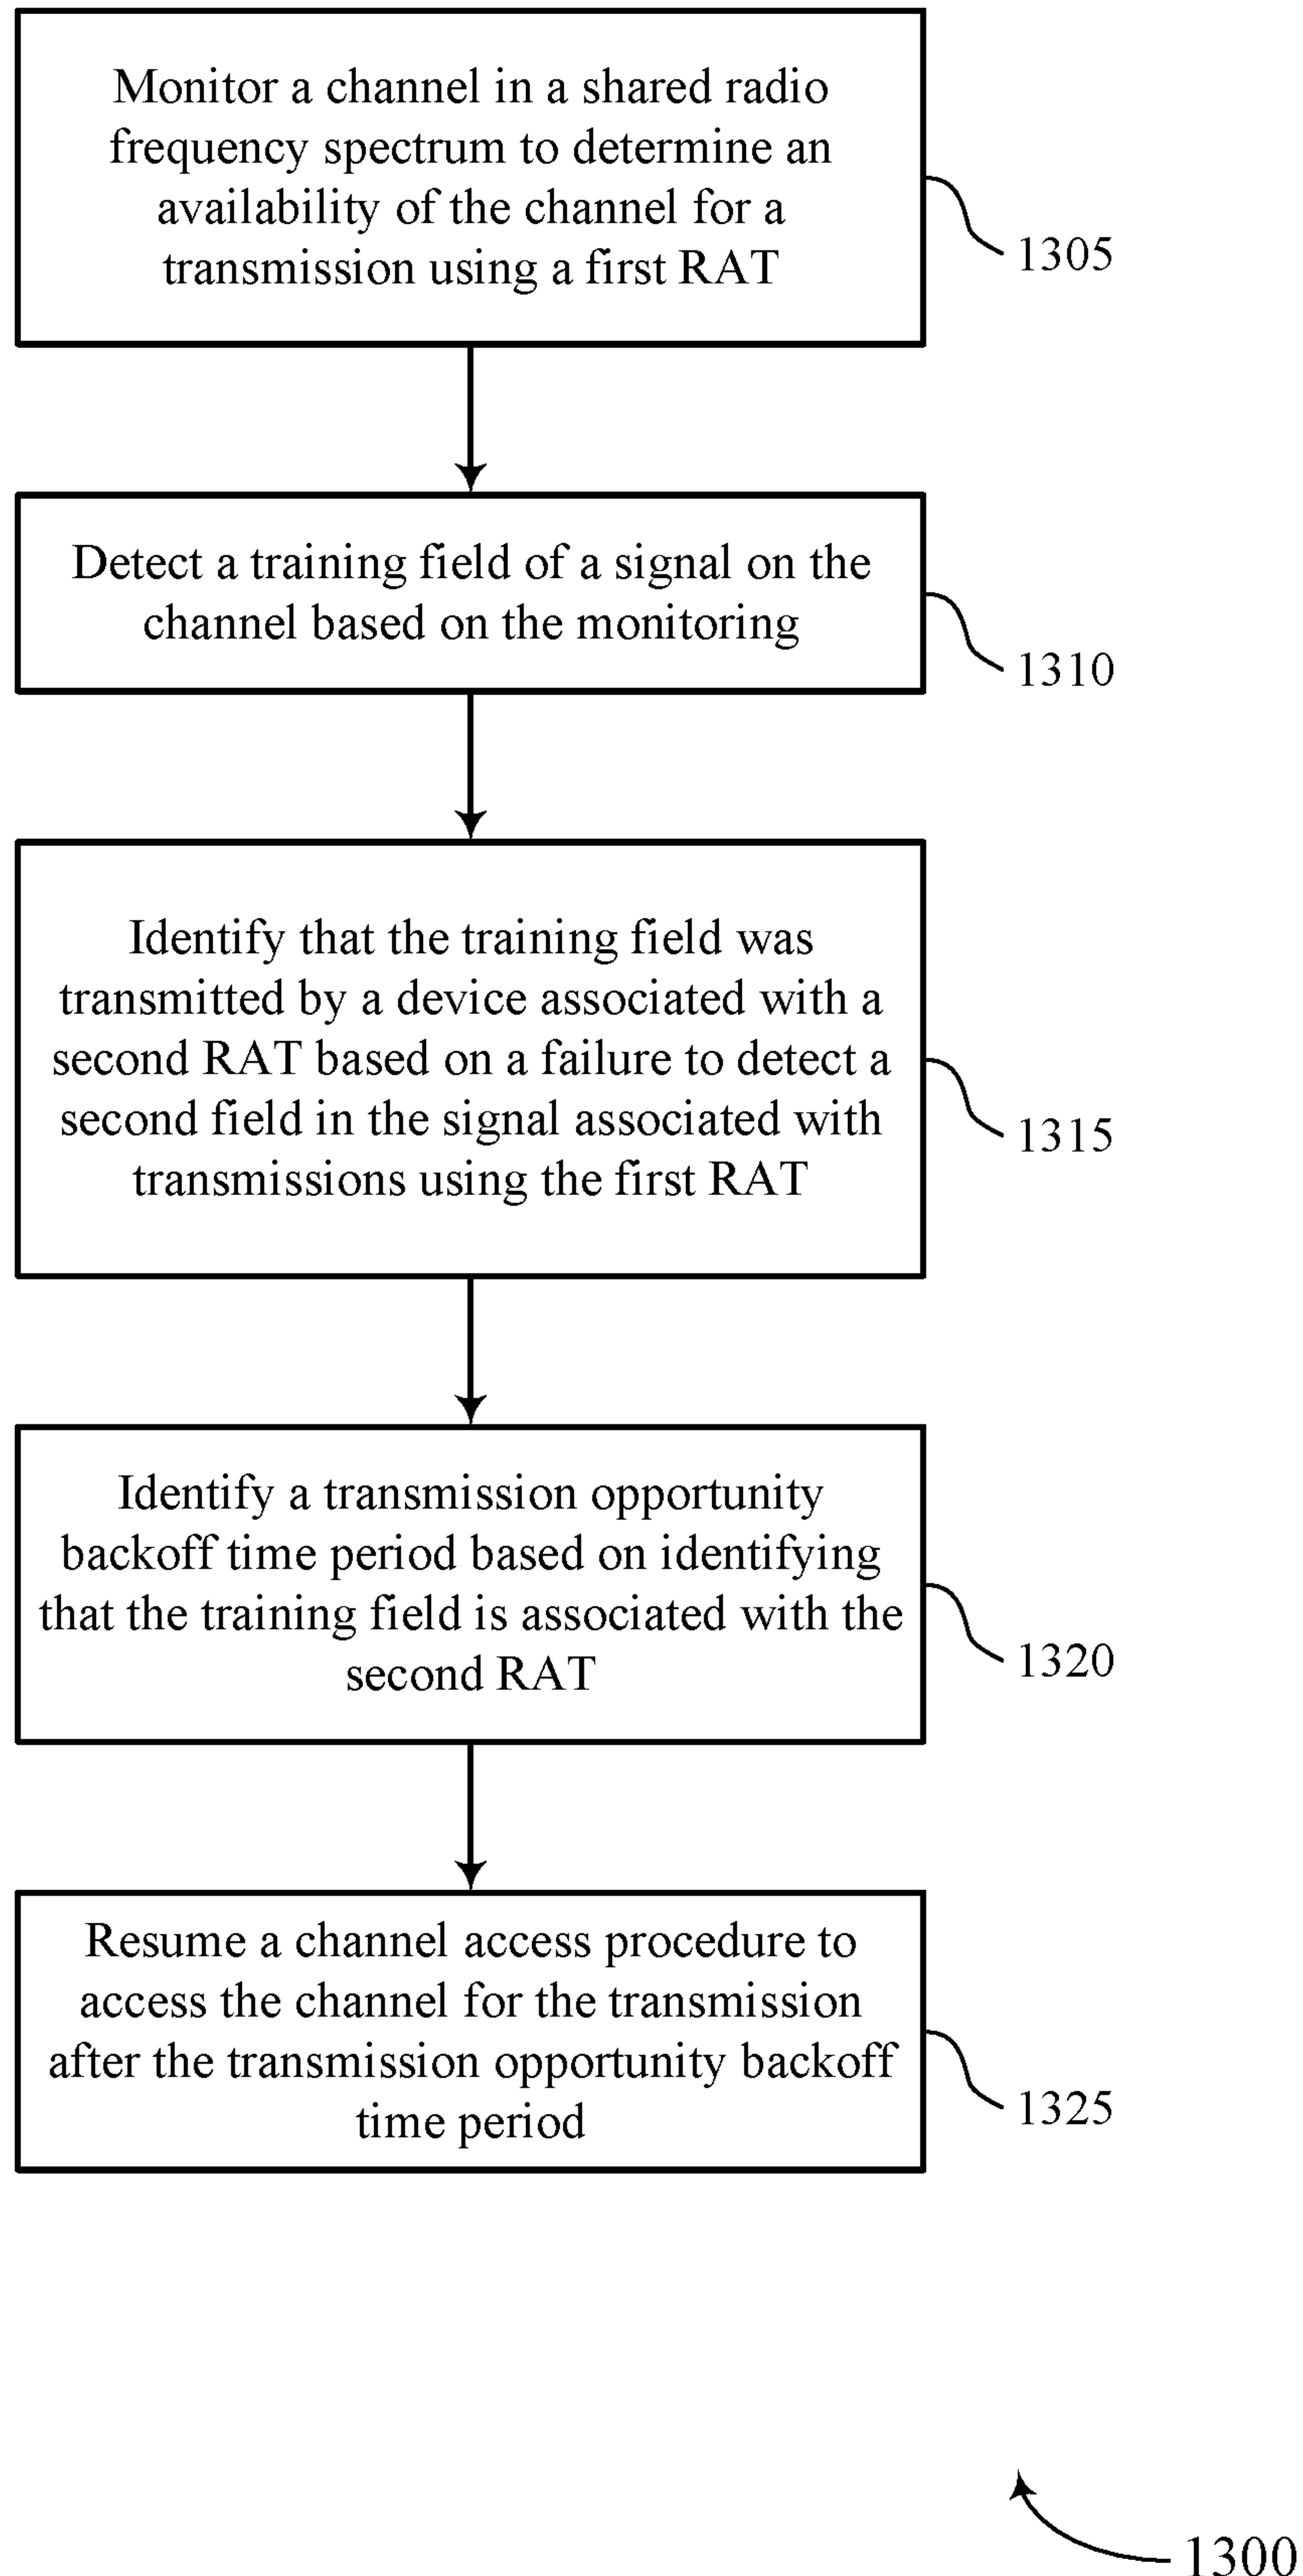 Monitor a channel in a shared radio
frequency spectrum to determine an
availability of the channel for a
transmission using a first RAT
1305
Detect a training field of a signal on the
channel based on the monitoring
1310
Identify that the training field was
transmitted by a device associated with a
second RAT based on a failure to detect a
second field in the signal associated with
transmissions using the first RAT
1315
Identify a transmission opportunity
backoff time period based on identifying
that the training field is associated with the
second RAT
1320
Resume a channel access procedure to
access the channel for the transmission
after the transmission opportunity backoff
time period
1325
1300